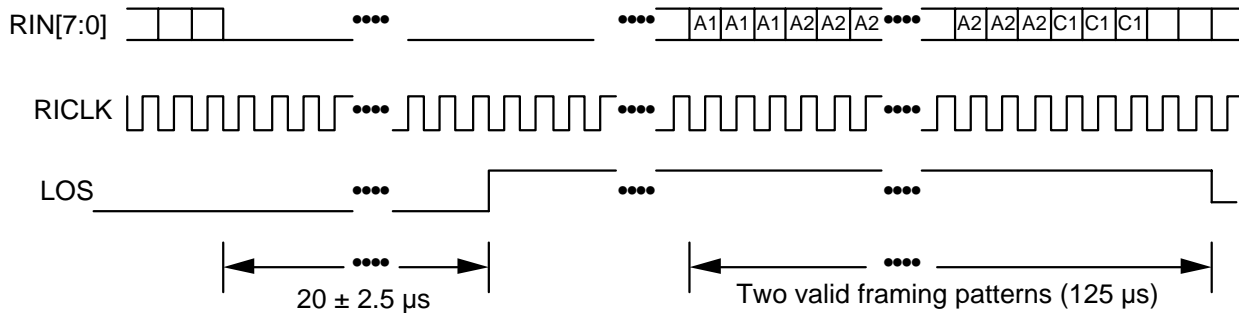 RIN[7:0]
A1 A1 A1 A2 A2 A2
A2 A2 A2 C1 C1 C1
RICLK
LOS
20 ± 2.5 µs
Two valid framing patterns (125 µs)